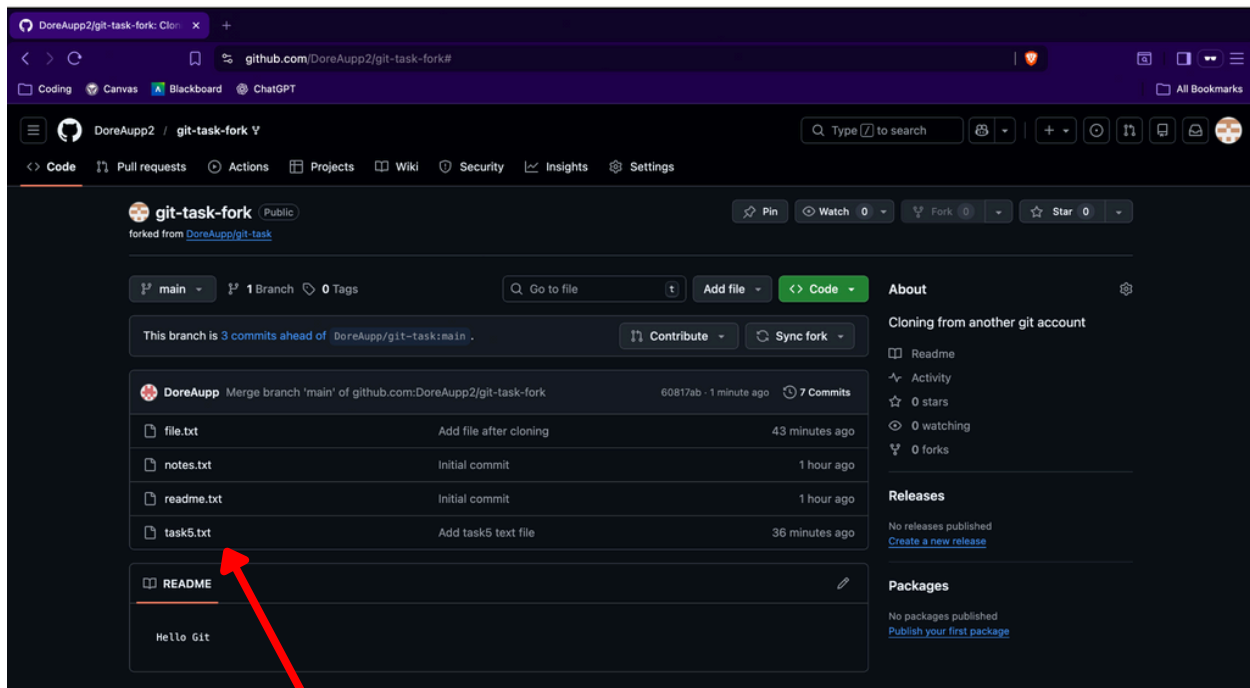 DoreAupp2/git-task-fork: Clon
github.com/DoreAupp2/git-task-fork#
Coding Canvas Blackboard ChatGPT All Bookmarks
DoreAupp2 / git-task-fork Type / to search
Code Pull requests Actions Projects Wiki Security Insights Settings
git-task-fork Public Pin Watch 0 Fork 0 Star 0
forked from DoreAupp/git-task
main 1 Branch 0 Tags Go to file t Add file Code
This branch is 3 commits ahead of DoreAupp/git-task:main . Contribute Sync fork
DoreAupp Merge branch 'main' of github.com:DoreAupp2/git-task-fork 60817ab · 1 minute ago 7 Commits
file.txt Add file after cloning 43 minutes ago
notes.txt Initial commit 1 hour ago
readme.txt Initial commit 1 hour ago
task5.txt Add task5 text file 36 minutes ago
README
Hello Git
About
Cloning from another git account
Readme
Activity
0 stars
0 watching
0 forks
Releases
No releases published
Create a new release
Packages
No packages published
Publish your first package